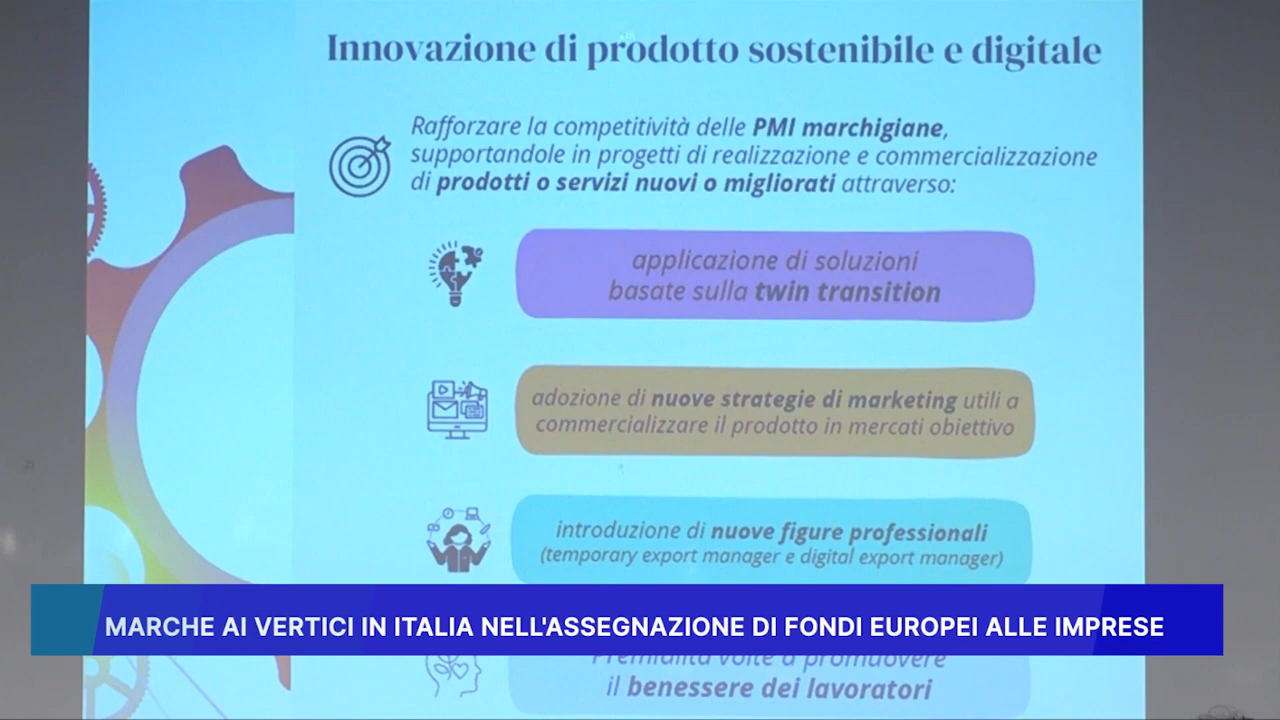 Innovazione di prodotto sostenibile e digitale
Rafforzare la competitività delle PMI marchigiane,
supportandole in progetti di realizzazione e commercializzazione
di prodotti o servizi nuovi o migliorati attraverso:
applicazione di soluzioni
basate sulla twin transition
adozione di nuove strategie di marketing utili a
commercializzare il prodotto in mercati obiettivo
introduzione di nuove figure professionali
(temporary export manager e digital export manager)
MARCHE AI VERTICI IN ITALIA NELL'ASSEGNAZIONE DI FONDI EUROPEI ALLE IMPRESE
Premialità volte a promuovere
il benessere dei lavoratori